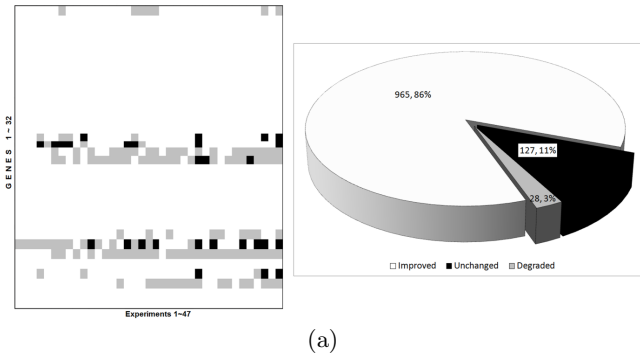 GENES 1 ~ 32
Experiments 1~47
965, 86%
127, 11%
28, 3%
Improved Unchanged Degraded
(a)